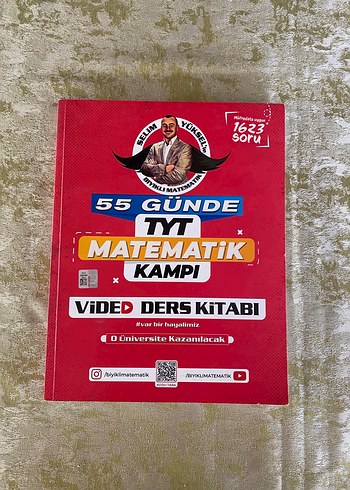 SELİM YÜKSEL'le
BIYIKLI MATEMATİK
Müfredata uygun
1623
soru
55 GÜNDE
TYT
MATEMATİK
KAMPI
VİDEO DERS KİTABI
#var bir hayalimiz
O Üniversite Kazanılacak
/biyiklimatematik
/BIYIKLIMATEMATİK